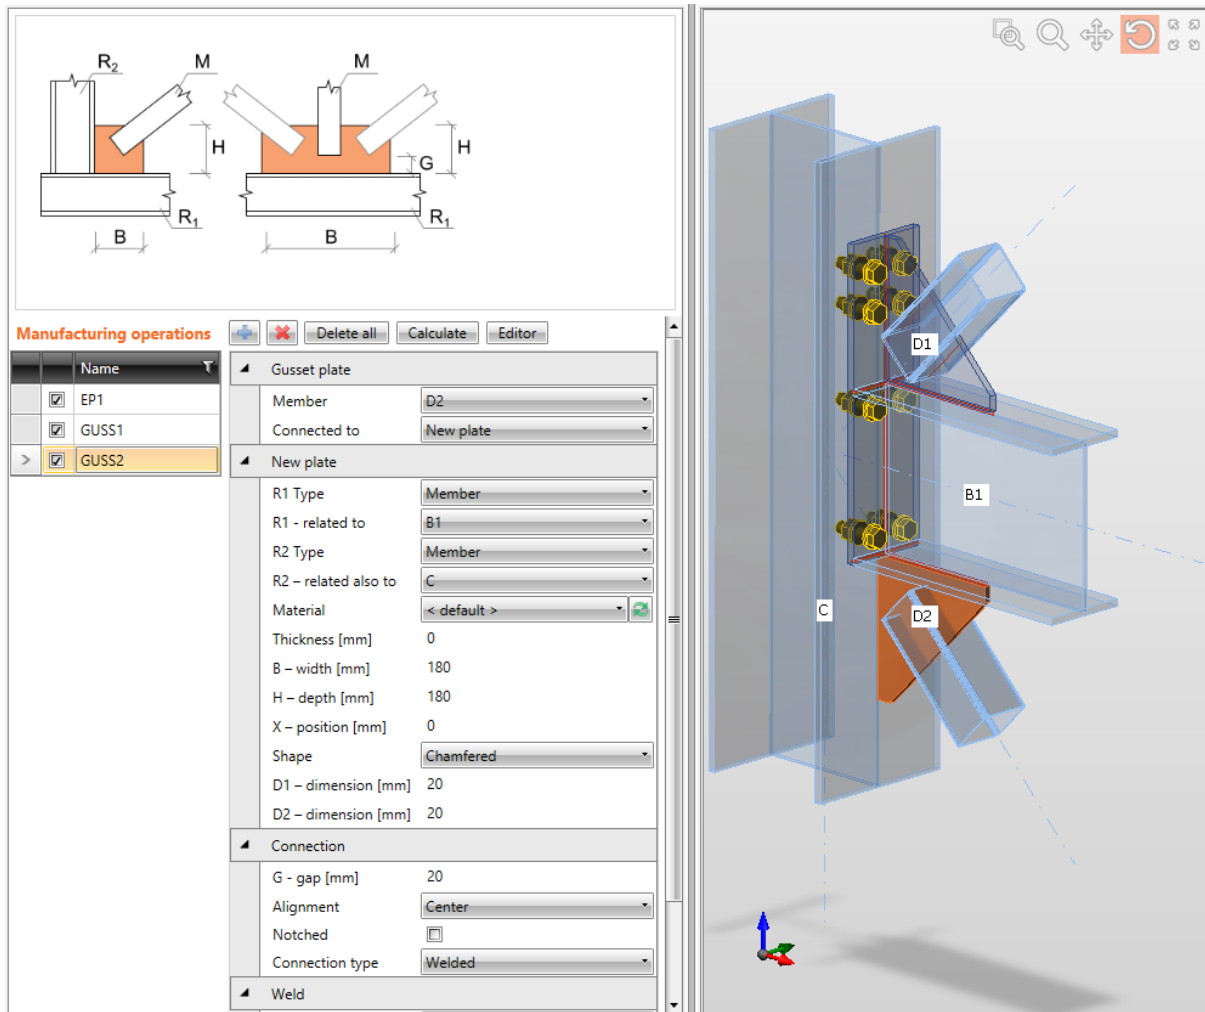 R2 M M
H G H
R1 R1
B B
Manufacturing operations Delete all Calculate Editor
Name
EP1
GUSS1
> GUSS2
Gusset plate
Member D2
Connected to New plate
New plate
R1 Type Member
R1 - related to B1
R2 Type Member
R2 – related also to C
Material < default >
Thickness [mm] 0
B – width [mm] 180
H – depth [mm] 180
X – position [mm] 0
Shape Chamfered
D1 – dimension [mm] 20
D2 – dimension [mm] 20
Connection
G - gap [mm] 20
Alignment Center
Notched
Connection type Welded
Weld
D1
B1
C
D2